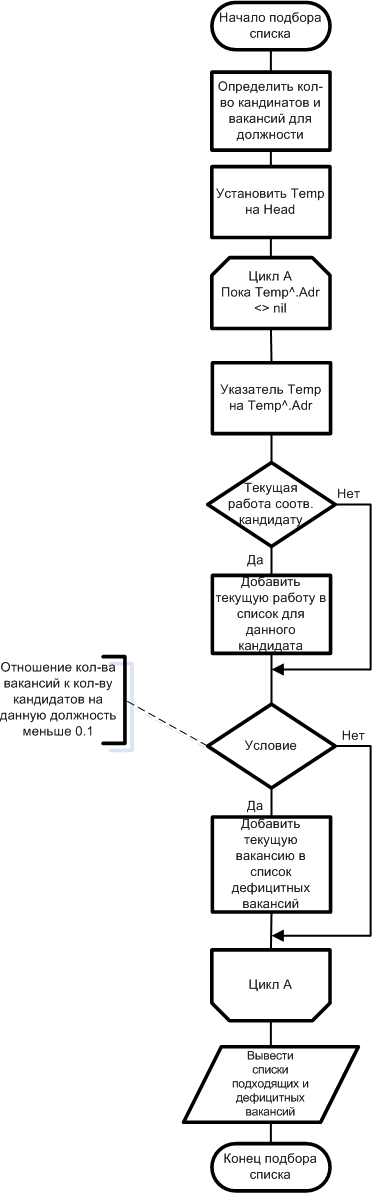 Начало подбора
списка
Определить кол-
во кандинатов и
вакансий для
должности
Установить Temp
на Head
Цикл А
Пока Temp^.Adr
<> nil
Указатель Temp
на Temp^.Adr
Текущая
работа соотв.
кандидату
Нет
Да
Добавить
текущую работу в
список для
данного
кандидата
Отношение кол-ва
вакансий к кол-ву
кандидатов на
данную должность
меньше 0.1
Условие
Нет
Да
Добавить
текущую
вакансию в
список
дефицитных
вакансий
Цикл А
Вывести
списки
подходящих и
дефицитных
вакансий
Конец подбора
списка